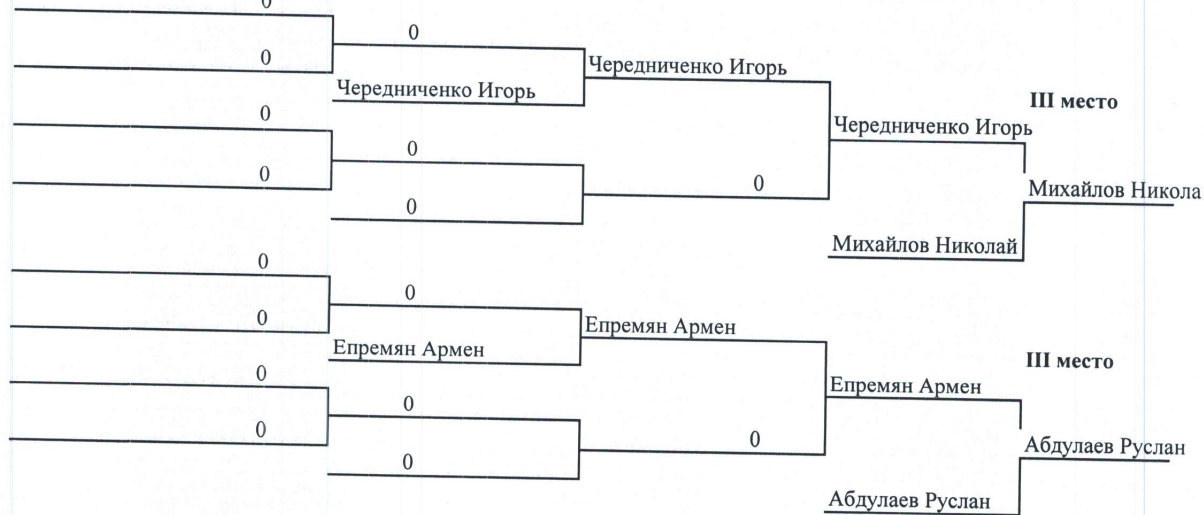 0
0
0
Чередниченко Игорь
Чередниченко Игорь
III место
0
Чередниченко Игорь
0
0
0
Михайлов Никола
0
Михайлов Николай
0
0
0
Епремян Армен
Епремян Армен
III место
0
Епремян Армен
0
0
0
Абдулаев Руслан
0
Абдулаев Руслан